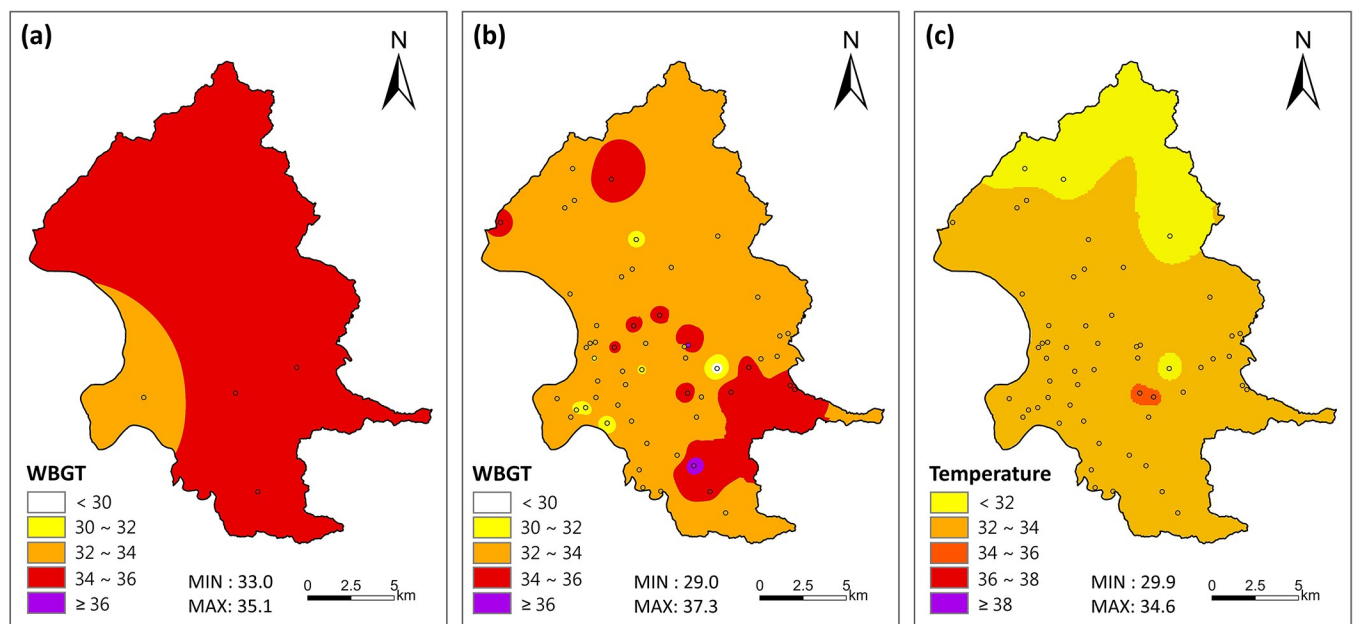 (a)
N
WBGT
< 30
30 ~ 32
32 ~ 34
34 ~ 36
≥ 36
MIN : 33.0
MAX: 35.1
0 2.5 5
km
(b)
N
WBGT
< 30
30 ~ 32
32 ~ 34
34 ~ 36
≥ 36
MIN : 29.0
MAX: 37.3
0 2.5 5
km
(c)
N
Temperature
< 32
32 ~ 34
34 ~ 36
36 ~ 38
≥ 38
MIN : 29.9
MAX: 34.6
0 2.5 5
km